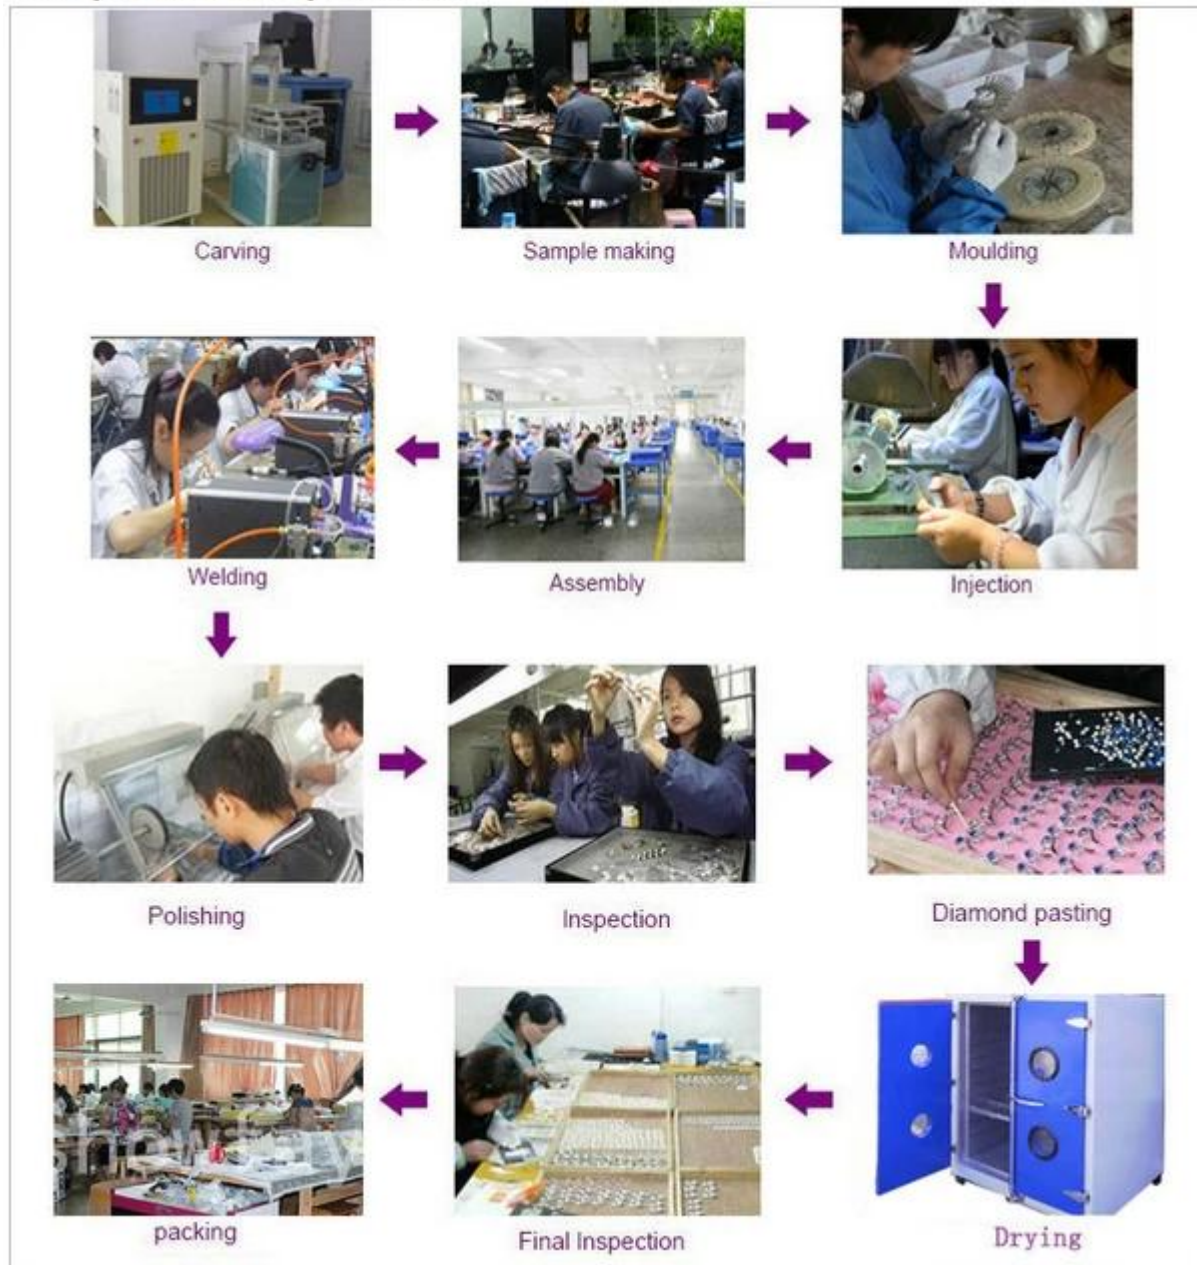 Carving
Sample making
Moulding
Welding
Assembly
Injection
Polishing
Inspection
Diamond pasting
packing
Final Inspection
Drying